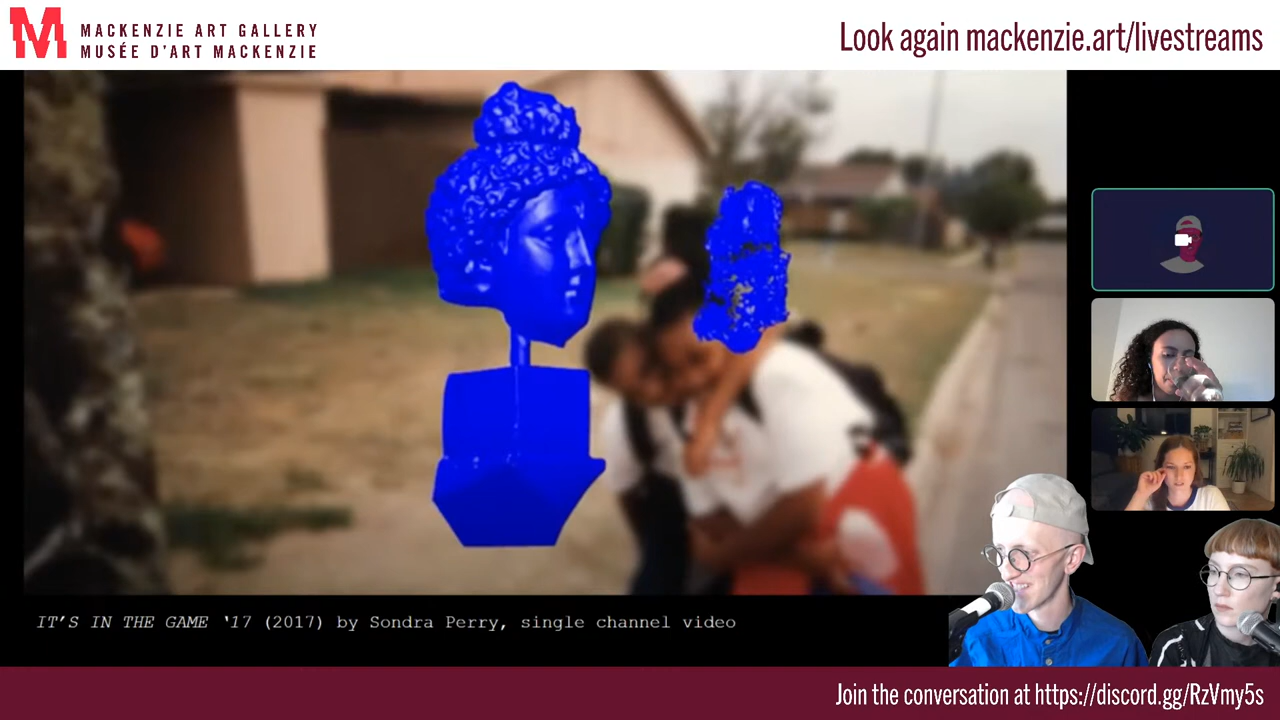 MACKENZIE ART GALLERY
MUSÉE D'ART MACKENZIE
Look again mackenzie.art/livestreams
IT'S IN THE GAME '17 (2017) by Sondra Perry, single channel video
Join the conversation at https://discord.gg/RzVmy5s